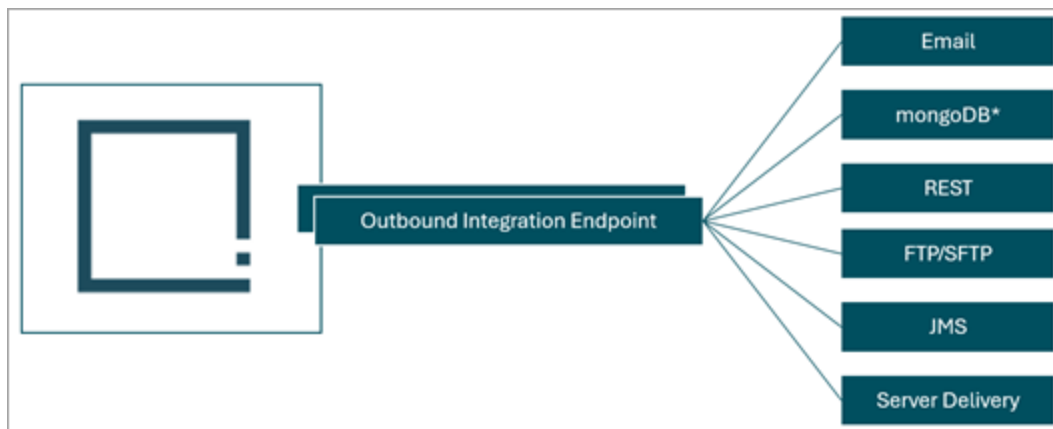 Email
mongoDB*
REST
Outbound Integration Endpoint
FTP/SFTP
JMS
Server Delivery